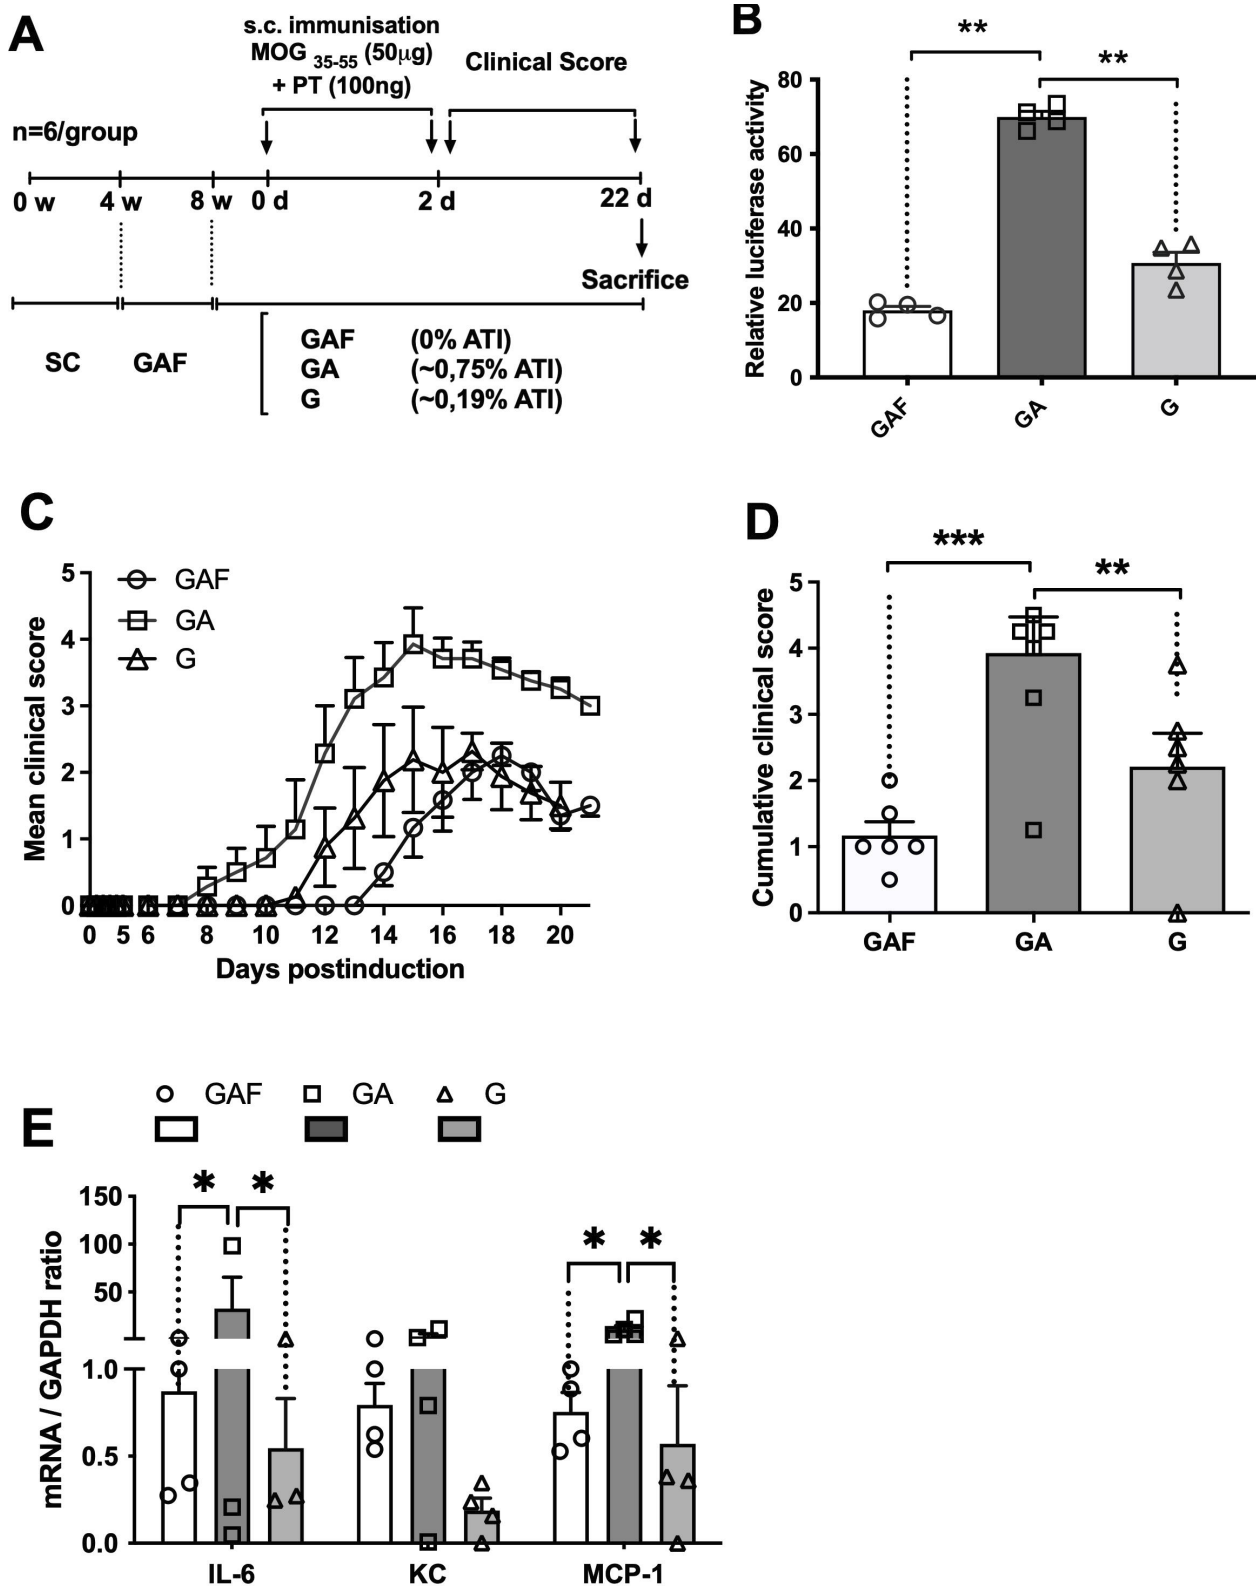 A
s.c. immunisation
MOG 35-55 (50μg)
+ PT (100ng)
Clinical Score
n=6/group
0 w 4 w 8 w 0 d 2 d 22 d
Sacrifice
SC GAF
GAF (0% ATI)
GA (~0,75% ATI)
G (~0,19% ATI)
B
** **
Relative luciferase activity
80
60
40
20
0
GAF GA G
C
Mean clinical score
5
4
3
2
1
0
GAF
GA
G
0 5 6 8 10 12 14 16 18 20
Days postinduction
D
*** **
Cumulative clinical score
5
4
3
2
1
0
GAF GA G
E
GAF GA G
* * * *
mRNA / GAPDH ratio
150
100
50
1.0
0.5
0.0
IL-6 KC MCP-1